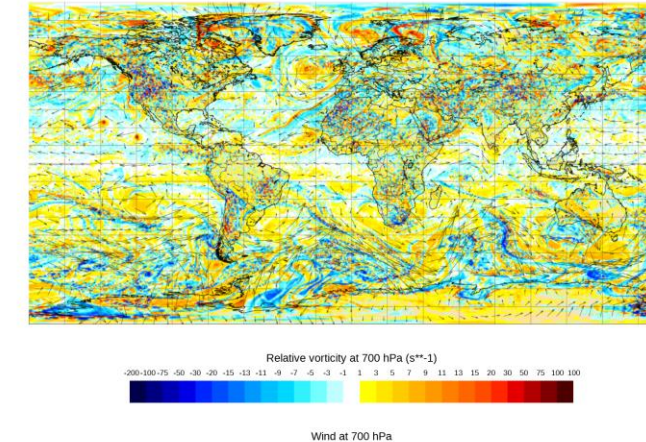 Relative vorticity at 700 hPa (s**-1)
-200 -100 -75 -50 -30 -20 -15 -13 -11 -9 -7 -5 -3 -1 1 3 5 7 9 11 13 15 20 30 50 75 100 100
Wind at 700 hPa